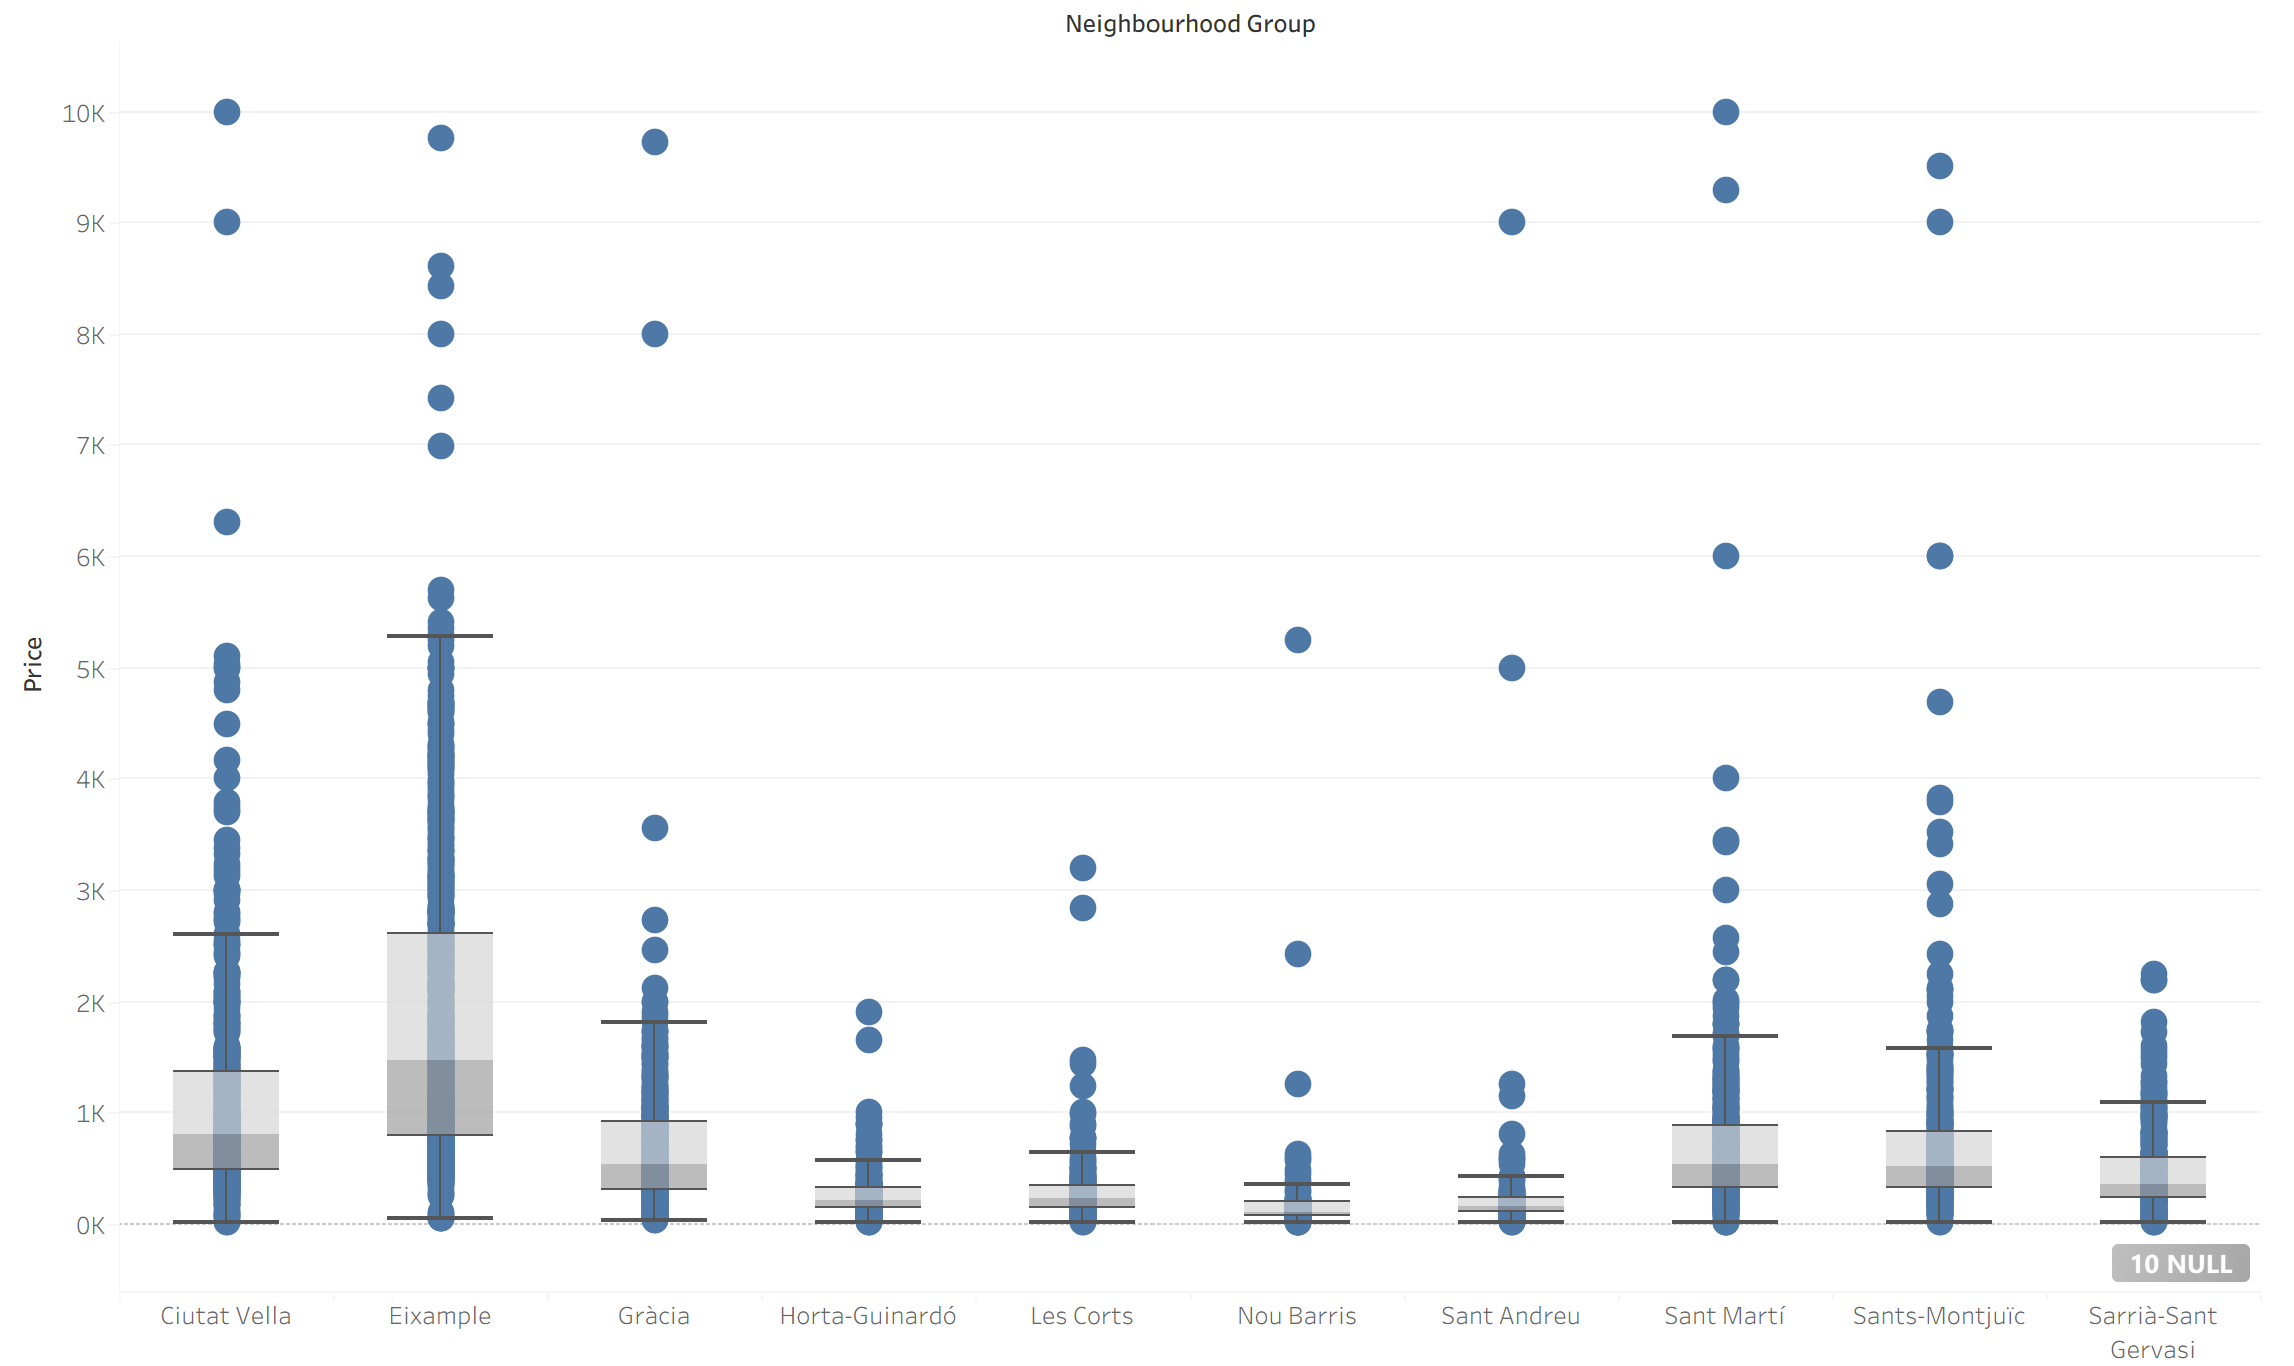 Neighbourhood Group
10K
9K
8K
7K
6K
5K
4K
3K
2K
1K
0K
Price
10 NULL
Ciutat Vella
Eixample
Gràcia
Horta-Guinardó
Les Corts
Nou Barris
Sant Andreu
Sant Martí
Sants-Montjuïc
Sarrià-Sant
Gervasi